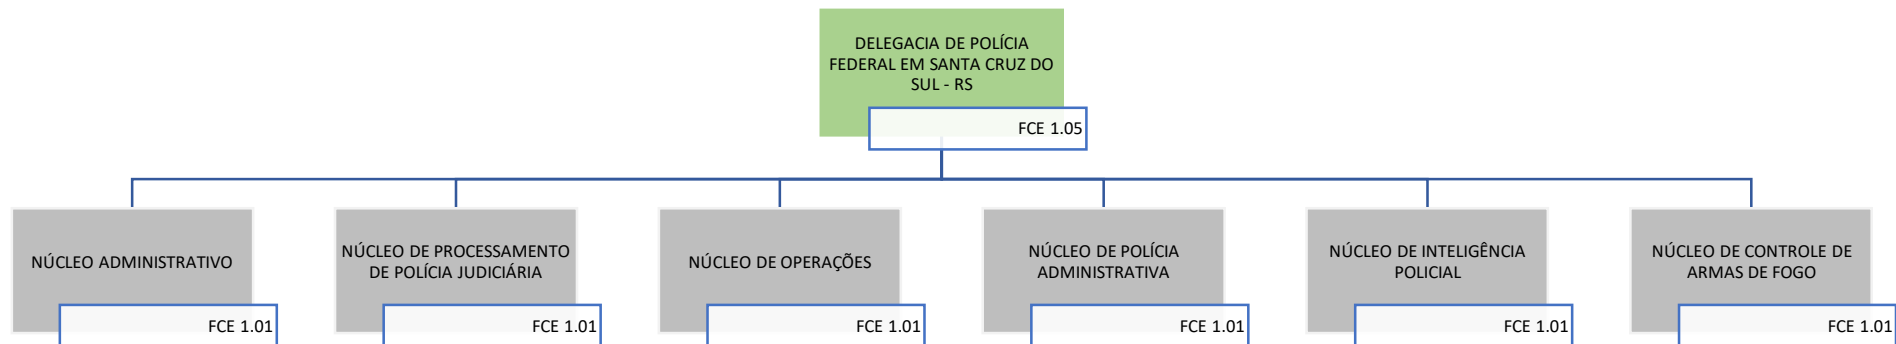 DELEGACIA DE POLÍCIA
FEDERAL EM SANTA CRUZ DO
SUL - RS
FCE 1.05
NÚCLEO ADMINISTRATIVO
FCE 1.01
NÚCLEO DE PROCESSAMENTO
DE POLÍCIA JUDICIÁRIA
FCE 1.01
NÚCLEO DE OPERAÇÕES
FCE 1.01
NÚCLEO DE POLÍCIA
ADMINISTRATIVA
FCE 1.01
NÚCLEO DE INTELIGÊNCIA
POLICIAL
FCE 1.01
NÚCLEO DE CONTROLE DE
ARMAS DE FOGO
FCE 1.01